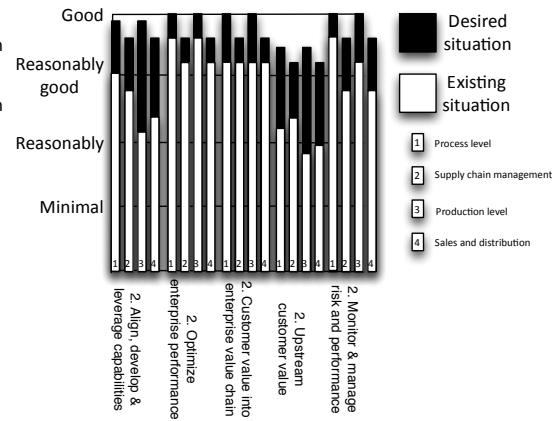 Good
Reasonably
good
Reasonably
Minimal
Desired
situation
Existing
situation
1 Process level
2 Supply chain management
3 Production level
4 Sales and distribution
1 2 3 4 1 2 3 4 1 2 3 4 1 2 3 4 1 2 3 4
2. Align, develop &
leverage capabilities
2. Optimize
enterprise performance
2. Customer value into
enterprise value chain
2. Upstream
customer value
2. Monitor & manage
risk and performance